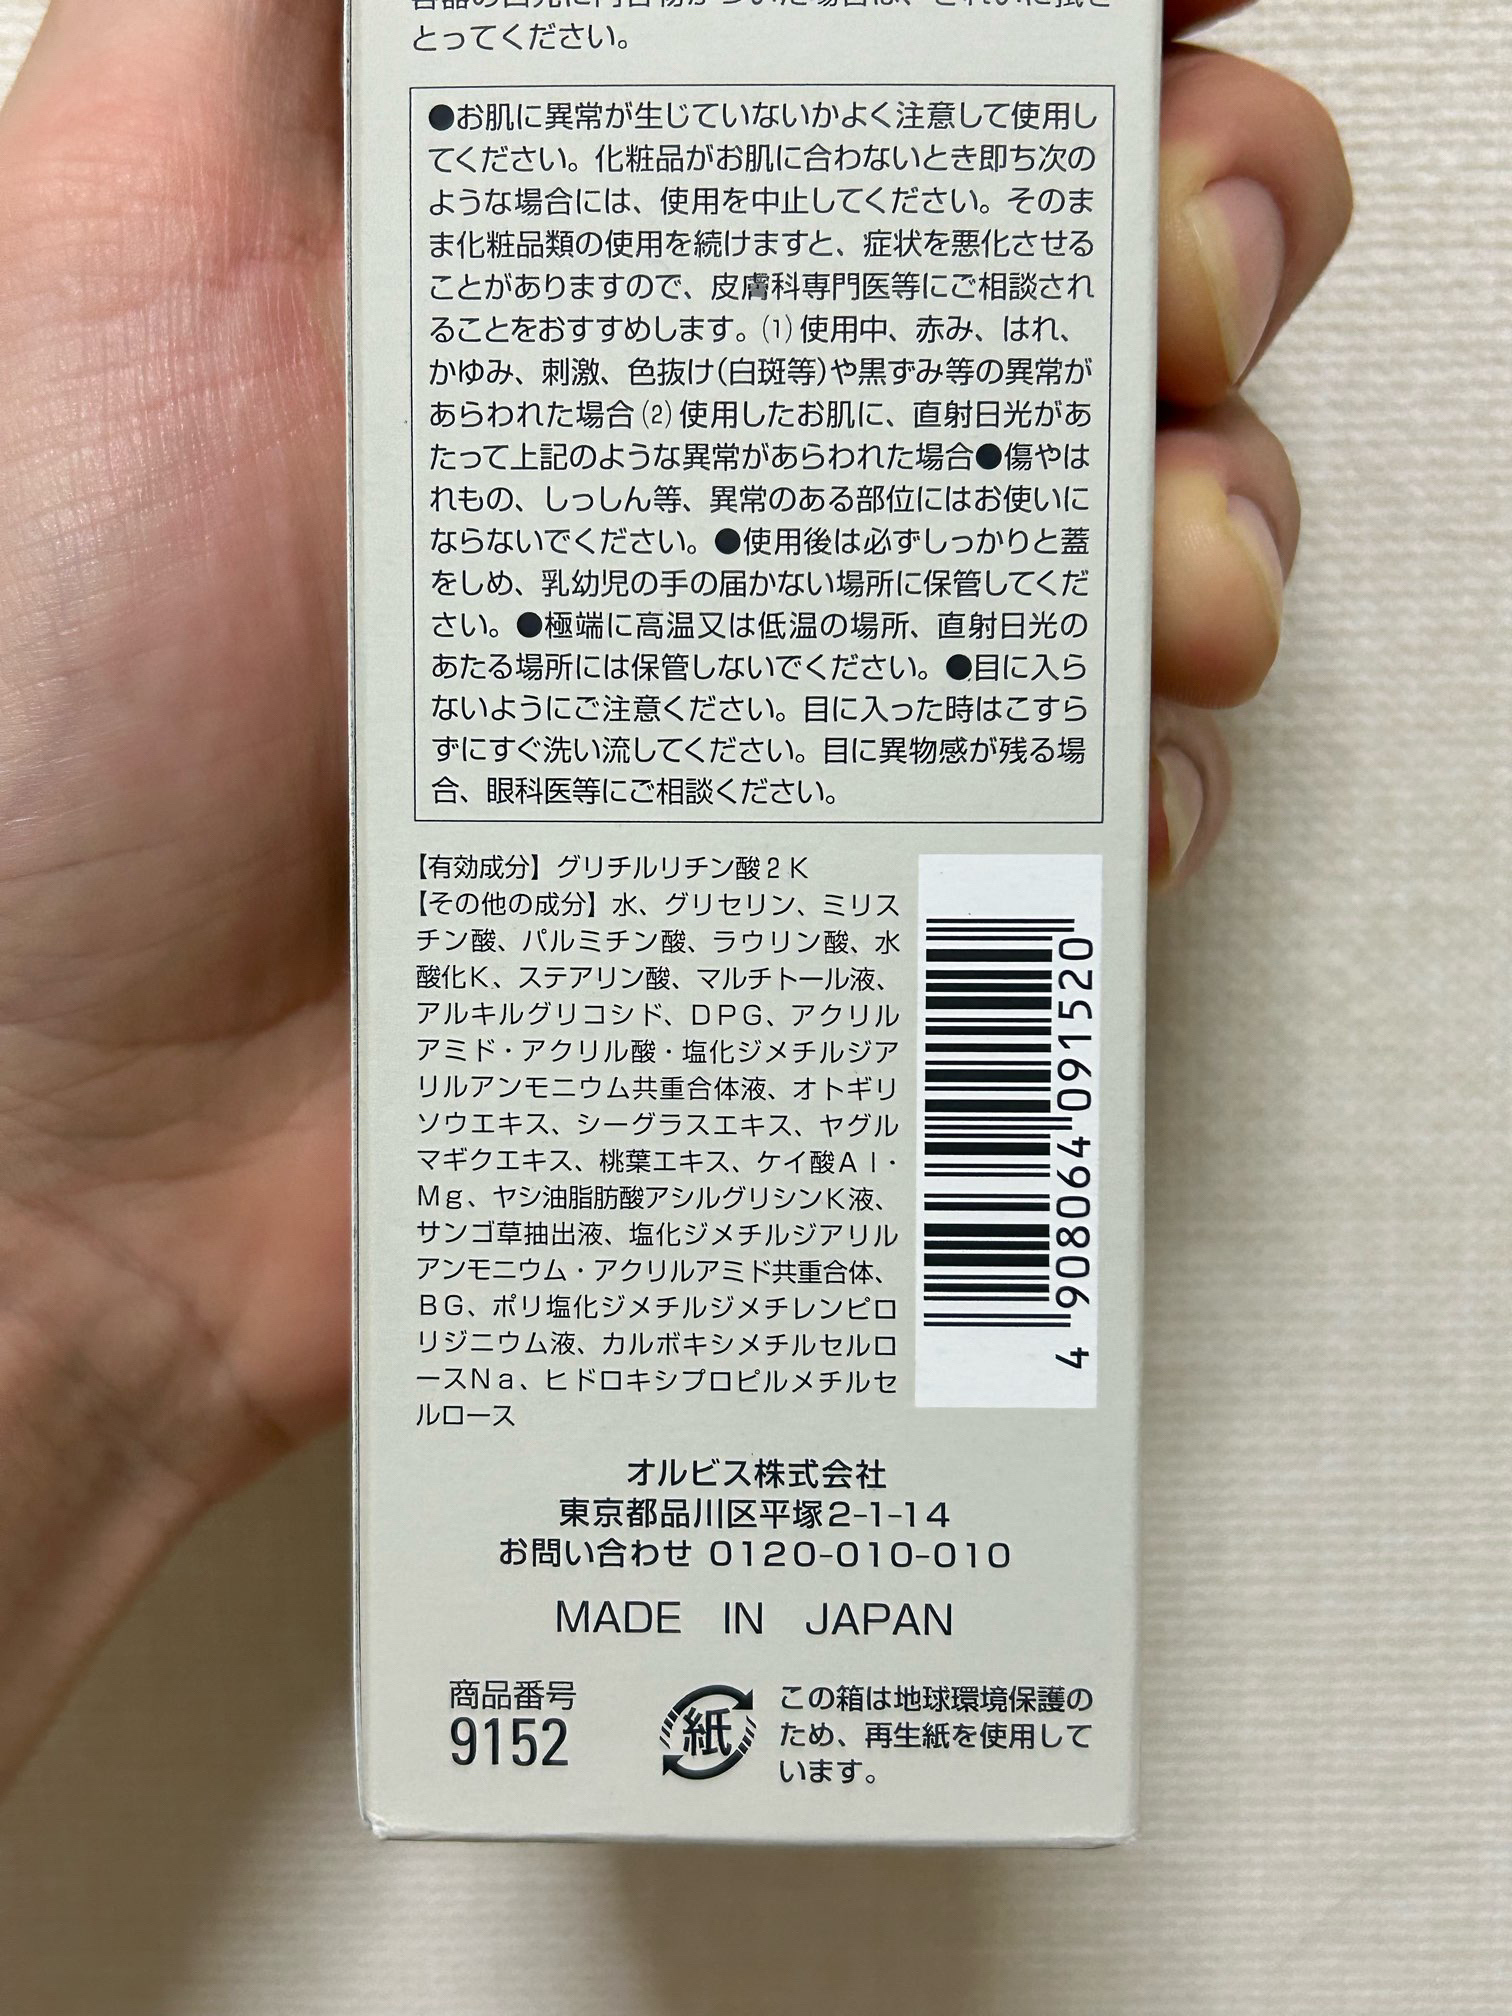 とってください。
●お肌に異常が生じていないかよく注意して使用し
てください。化粧品がお肌に合わないとき即ち次の
ような場合には、使用を中止してください。そのま
ま化粧品類の使用を続けますと、症状を悪化させる
ことがありますので、皮膚科専門医等にご相談され
ることをおすすめします。(1)使用中、赤み、はれ、
かゆみ、刺激、色抜け(白斑等)や黒ずみ等の異常が
あらわれた場合(2)使用したお肌に、直射日光があ
たって上記のような異常があらわれた場合●傷やは
れもの、しっしん等、異常のある部位にはお使いに
ならないでください。●使用後は必ずしっかりと蓋
をしめ、乳幼児の手の届かない場所に保管してくだ
さい。●極端に高温又は低温の場所、直射日光の
あたる場所には保管しないでください。●目に入ら
ないようにご注意ください。目に入った時はこすら
ずにすぐ洗い流してください。目に異物感が残る場
合、眼科医等にご相談ください。
【有効成分】グリチルリチン酸2K
【その他の成分】水、グリセリン、ミリス
チン酸、パルミチン酸、ラウリン酸、水
酸化K、ステアリン酸、マルチトール液、
アルキルグリコシド、DPG、アクリル
アミド・アクリル酸・塩化ジメチルジア
リルアンモニウム共重合体液、オトギリ
ソウエキス、シーグラスエキス、ヤグル
マギクエキス、桃葉エキス、ケイ酸Al・
Mg、ヤシ油脂肪酸アシルグリシンK液、
サンゴ草抽出液、塩化ジメチルジアリル
アンモニウム・アクリルアミド共重合体、
BG、ポリ塩化ジメチルジメチレンピロ
リジニウム液、カルボキシメチルセルロ
ースNa、ヒドロキシプロピルメチルセ
ルロース
4 908064 091520
オルビス株式会社
東京都品川区平塚2-1-14
お問い合わせ 0120-010-010
MADE IN JAPAN
商品番号
9152
紙
この箱は地球環境保護の
ため、再生紙を使用して
います。